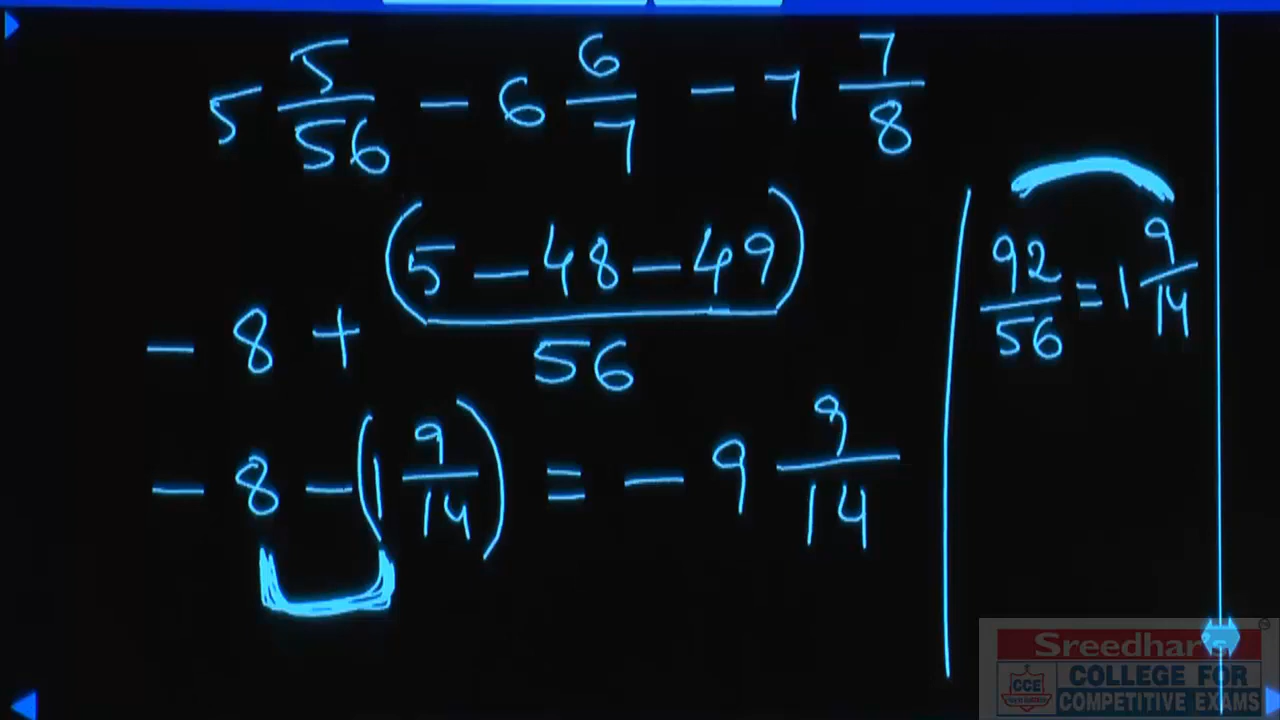 5 5/56 - 6 6/7 - 7 7/8
- 8 + (5 - 48 - 49)/56
- 8 - (1 9/14) = - 9 9/14
92/56 = 1 9/14
Sreedhar's
CCE
COLLEGE FOR
COMPETITIVE EXAMS